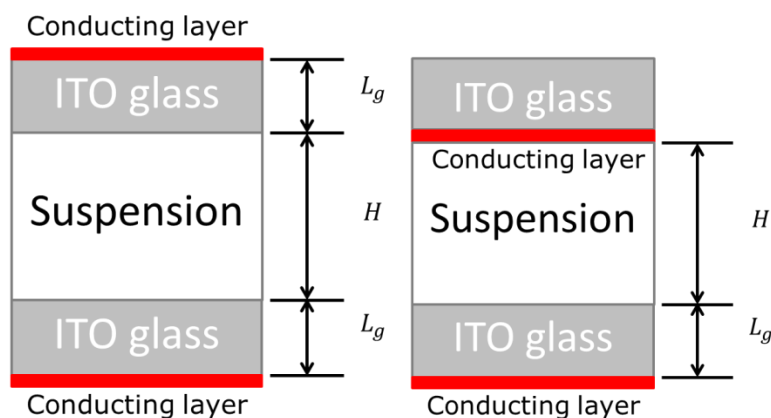 Conducting layer
ITO glass
L_g
Suspension
H
ITO glass
L_g
Conducting layer
ITO glass
Conducting layer
Suspension
H
ITO glass
L_g
Conducting layer